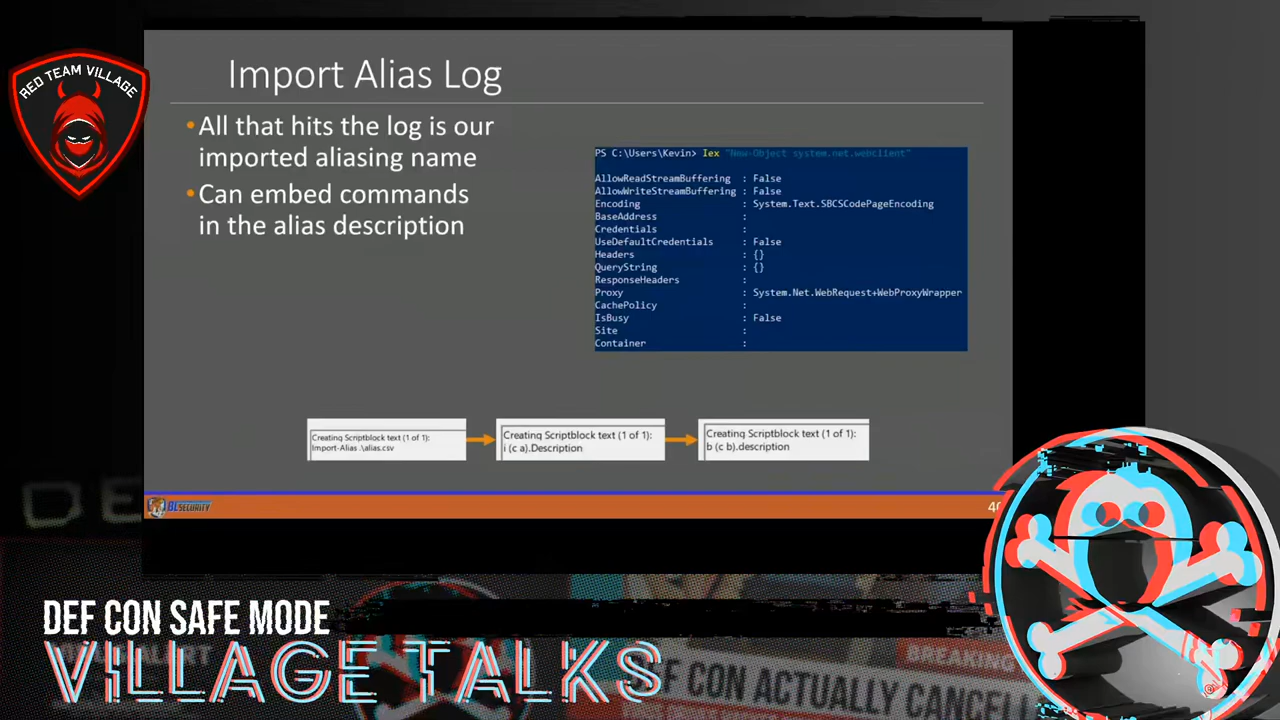 RED TEAM VILLAGE
Import Alias Log
•All that hits the log is our
imported aliasing name
•Can embed commands
in the alias description
PS C:\Users\Kevin> Iex "New-Object system.net.webclient"
AllowReadStreamBuffering : False
AllowWriteStreamBuffering : False
Encoding : System.Text.SBCSCodePageEncoding
BaseAddress :
Credentials :
UseDefaultCredentials : False
Headers : {}
QueryString : {}
ResponseHeaders :
Proxy : System.Net.WebRequest+WebProxyWrapper
CachePolicy :
IsBusy : False
Site :
Container :
Creating Scriptblock text (1 of 1):
Import-Alias .\alias.csv
Creating Scriptblock text (1 of 1):
i (c a).Description
Creating Scriptblock text (1 of 1):
b (c b).description
BLSECURITY
DEF CON SAFE MODE
VILLAGE TALKS
BREAKING
DEF CON ACTUALLY CANCELL